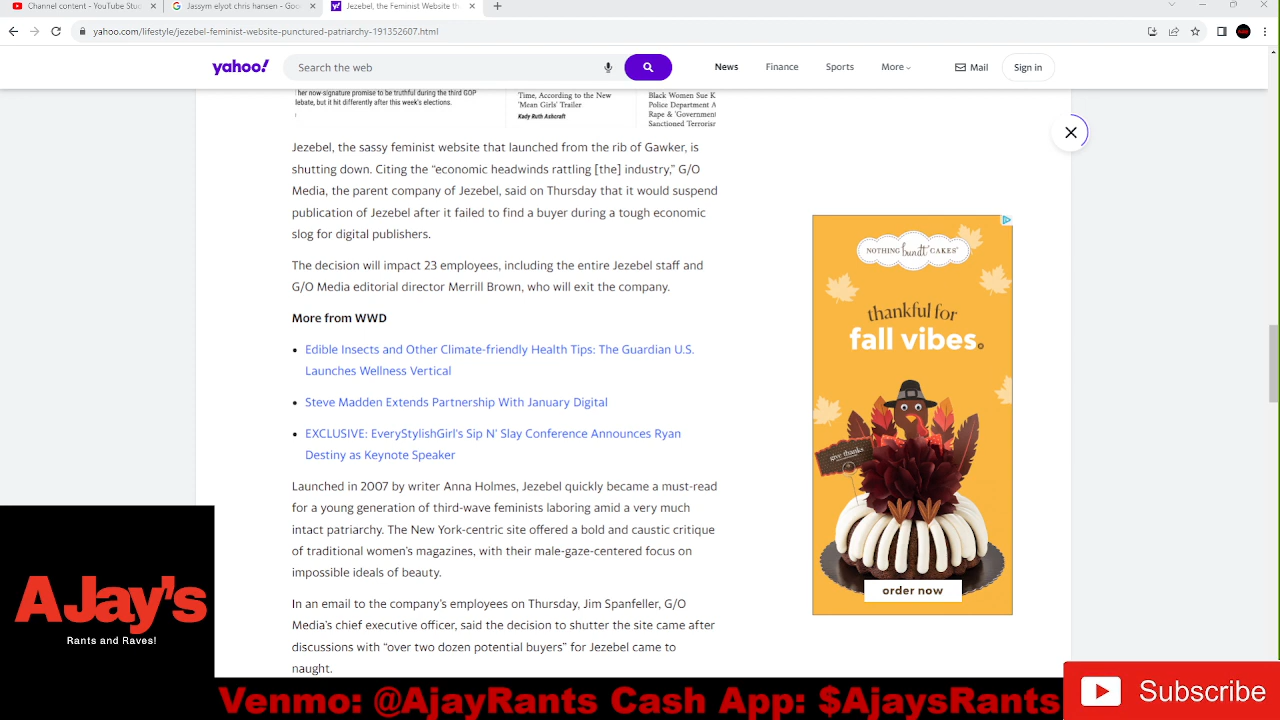 Channel content - YouTube Stu
Jassym elyot chris hansen - Goo
Jezebel, the Feminist Website th
yahoo.com/lifestyle/jezebel-feminist-website-punctured-patriarchy-191352607.html
yahoo!
Search the web
News
Finance
Sports
More
Mail
Sign in
her now-signature promise to be truthful during the third GOP
lebate, but it hit differently after this week's elections.
Time, According to the New
'Mean Girls' Trailer
Kady Ruth Ashcraft
Black Women Sue K
Police Department A
Rape & 'Government
Sanctioned Terrorism
Jezebel, the sassy feminist website that launched from the rib of Gawker, is
shutting down. Citing the “economic headwinds rattling [the] industry,” G/O
Media, the parent company of Jezebel, said on Thursday that it would suspend
publication of Jezebel after it failed to find a buyer during a tough economic
slog for digital publishers.
The decision will impact 23 employees, including the entire Jezebel staff and
G/O Media editorial director Merrill Brown, who will exit the company.
More from WWD
• Edible Insects and Other Climate-friendly Health Tips: The Guardian U.S.
Launches Wellness Vertical
• Steve Madden Extends Partnership With January Digital
• EXCLUSIVE: EveryStylishGirl's Sip N' Slay Conference Announces Ryan
Destiny as Keynote Speaker
Launched in 2007 by writer Anna Holmes, Jezebel quickly became a must-read
for a young generation of third-wave feminists laboring amid a very much
intact patriarchy. The New York-centric site offered a bold and caustic critique
of traditional women's magazines, with their male-gaze-centered focus on
impossible ideals of beauty.
In an email to the company's employees on Thursday, Jim Spanfeller, G/O
Media's chief executive officer, said the decision to shutter the site came after
discussions with “over two dozen potential buyers” for Jezebel came to
naught.
NOTHING bundt CAKES
thankful for
fall vibes.
give thanks
order now
AJay's
Rants and Raves!
Venmo: @AjayRants Cash App: $AjaysRants
Subscribe